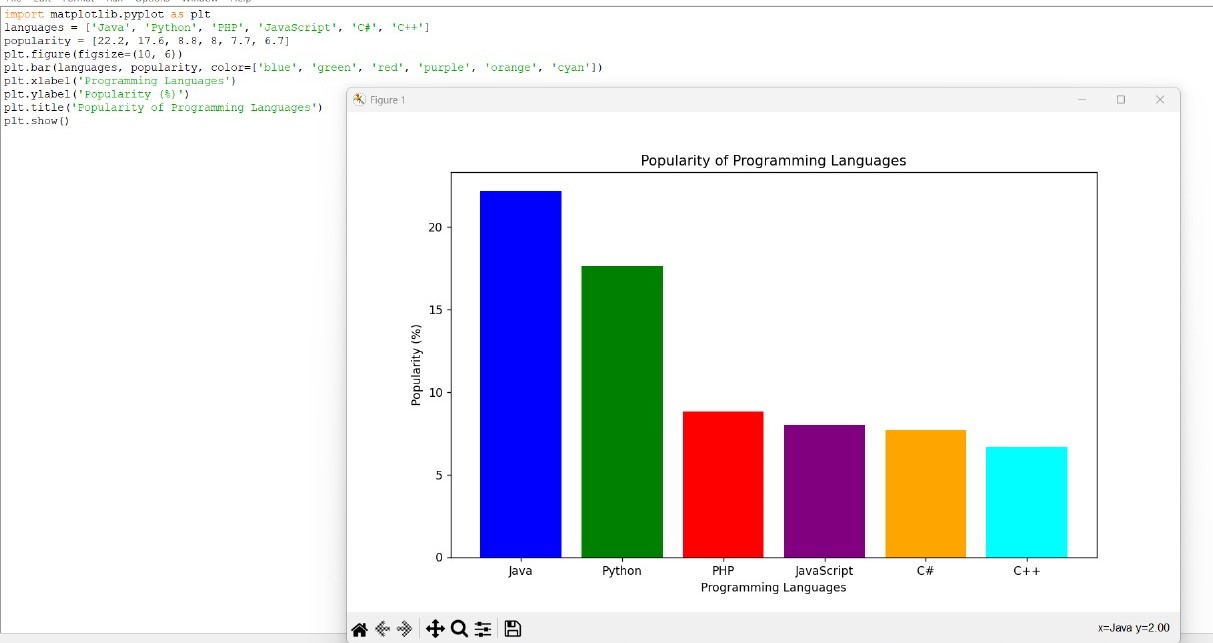 import matplotlib.pyplot as plt
languages = ['Java', 'Python', 'PHP', 'JavaScript', 'C#', 'C++']
popularity = [22.2, 17.6, 8.8, 8, 7.7, 6.7]
plt.figure(figsize=(10, 6))
plt.bar(languages, popularity, color=['blue', 'green', 'red', 'purple', 'orange', 'cyan'])
plt.xlabel('Programming Languages')
plt.ylabel('Popularity (%)')
plt.title('Popularity of Programming Languages')
plt.show()
Figure 1
Popularity of Programming Languages
Popularity (%)
20
15
10
5
0
Java Python PHP JavaScript C# C++
Programming Languages
x=Java y=2.00